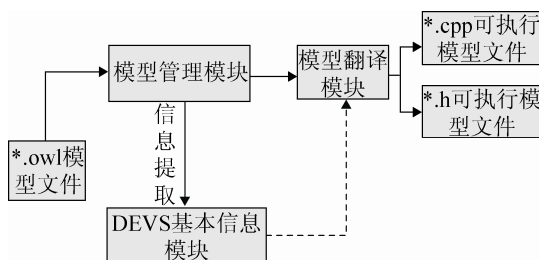 *.cpp可执行
模型文件
模型管理模块
模型翻译
模块
*.h可执行模
型文件
信
息
提
取
*.owl模
型文件
DEVS基本信息
模块